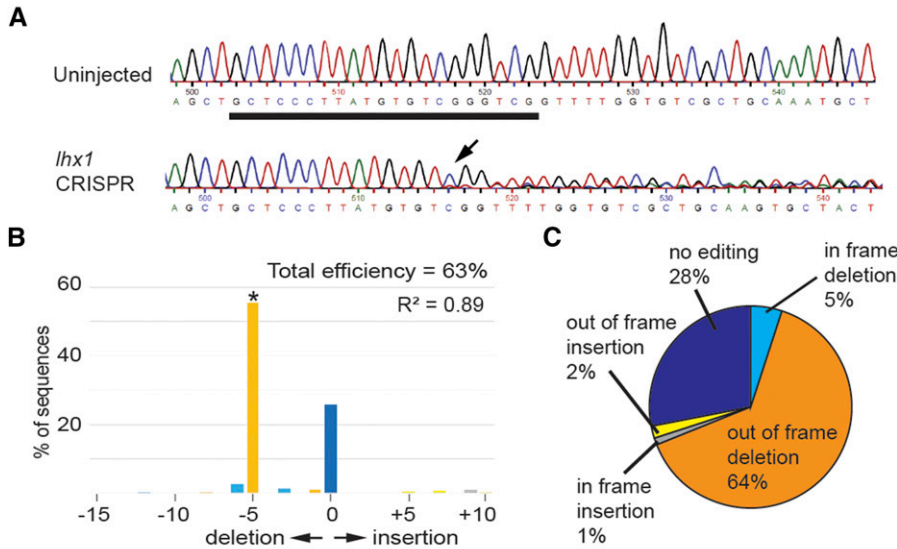 A
Uninjected
500 510 520 530 540
AGCTGCTCCCTTATGTGTCGGGTCGGTTTTGGTGTCGCTGCAAATGCT
lhx1
CRISPR
500 510 520 530 540
AGCTGCTCCCTTATGTGTCGGTTTTGGTGTCGCTGCAAGTGCTACT
B
Total efficiency = 63%
R² = 0.89
% of sequences
60
40
20
*
-15 -10 -5 0 +5 +10
deletion insertion
C
no editing
28%
in frame
deletion
5%
out of frame
insertion
2%
out of frame
deletion
64%
in frame
insertion
1%